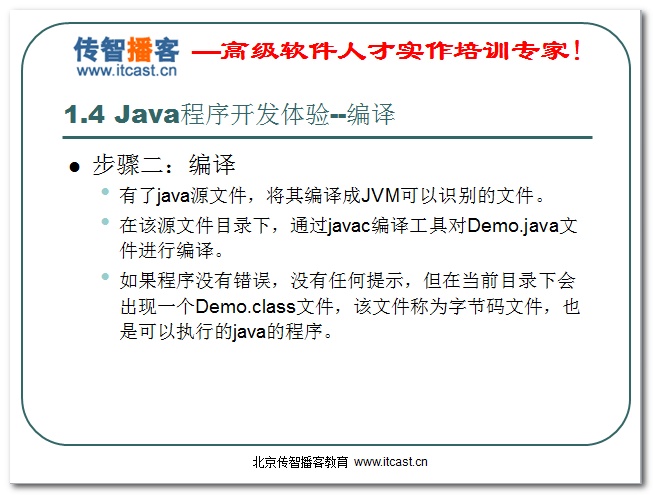 传智播客 —高级软件人才实作培训专家!
www.itcast.cn
1.4 Java程序开发体验--编译
步骤二：编译
有了java源文件，将其编译成JVM可以识别的文件。
在该源文件目录下，通过javac编译工具对Demo.java文
件进行编译。
如果程序没有错误，没有任何提示，但在当前目录下会
出现一个Demo.class文件，该文件称为字节码文件，也
是可以执行的java的程序。
北京传智播客教育 www.itcast.cn